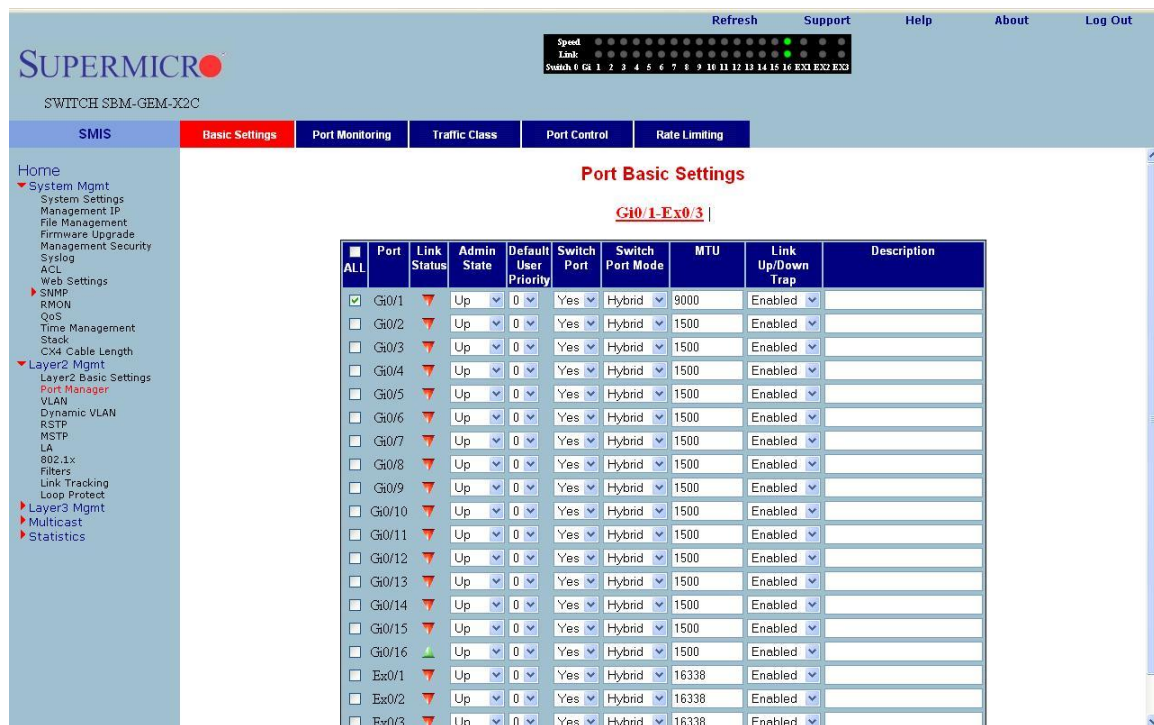 Refresh Support Help About Log Out
Speed
Link
Switch 0 Gi 1 2 3 4 5 6 7 8 9 10 11 12 13 14 15 16 EX1 EX2 EX3
SUPERMICRO
SWITCH SBM-GEM-X2C
SMIS
Basic Settings Port Monitoring Traffic Class Port Control Rate Limiting
Home
System Mgmt
System Settings
Management IP
File Management
Firmware Upgrade
Management Security
Syslog
ACL
Web Settings
SNMP
RMON
QoS
Time Management
Stack
CX4 Cable Length
Layer2 Mgmt
Layer2 Basic Settings
Port Manager
VLAN
Dynamic VLAN
RSTP
MSTP
LA
802.1x
Filters
Link Tracking
Loop Protect
Layer3 Mgmt
Multicast
Statistics
Port Basic Settings
Gi0/1-Ex0/3 |
ALL Port Link Status Admin State Default User Priority Switch Port Switch Port Mode MTU Link Up/Down Trap Description
Gi0/1 Up 0 Yes Hybrid 9000 Enabled
Gi0/2 Up 0 Yes Hybrid 1500 Enabled
Gi0/3 Up 0 Yes Hybrid 1500 Enabled
Gi0/4 Up 0 Yes Hybrid 1500 Enabled
Gi0/5 Up 0 Yes Hybrid 1500 Enabled
Gi0/6 Up 0 Yes Hybrid 1500 Enabled
Gi0/7 Up 0 Yes Hybrid 1500 Enabled
Gi0/8 Up 0 Yes Hybrid 1500 Enabled
Gi0/9 Up 0 Yes Hybrid 1500 Enabled
Gi0/10 Up 0 Yes Hybrid 1500 Enabled
Gi0/11 Up 0 Yes Hybrid 1500 Enabled
Gi0/12 Up 0 Yes Hybrid 1500 Enabled
Gi0/13 Up 0 Yes Hybrid 1500 Enabled
Gi0/14 Up 0 Yes Hybrid 1500 Enabled
Gi0/15 Up 0 Yes Hybrid 1500 Enabled
Gi0/16 Up 0 Yes Hybrid 1500 Enabled
Ex0/1 Up 0 Yes Hybrid 16338 Enabled
Ex0/2 Up 0 Yes Hybrid 16338 Enabled
Ex0/3 Up 0 Yes Hybrid 16338 Enabled